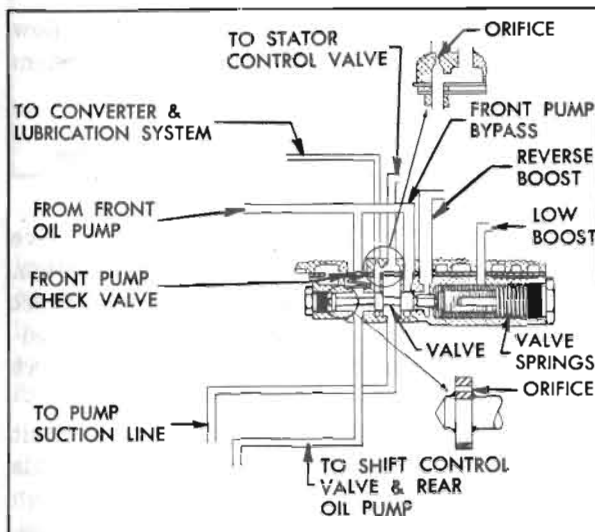 ORIFICE
TO STATOR
CONTROL VALVE
TO CONVERTER &
LUBRICATION SYSTEM
FRONT PUMP
BYPASS
REVERSE
BOOST
FROM FRONT
OIL PUMP
LOW
BOOST
FRONT PUMP
CHECK VALVE
VALVE
VALVE
SPRINGS
ORIFICE
TO PUMP
SUCTION LINE
TO SHIFT CONTROL
VALVE & REAR
OIL PUMP